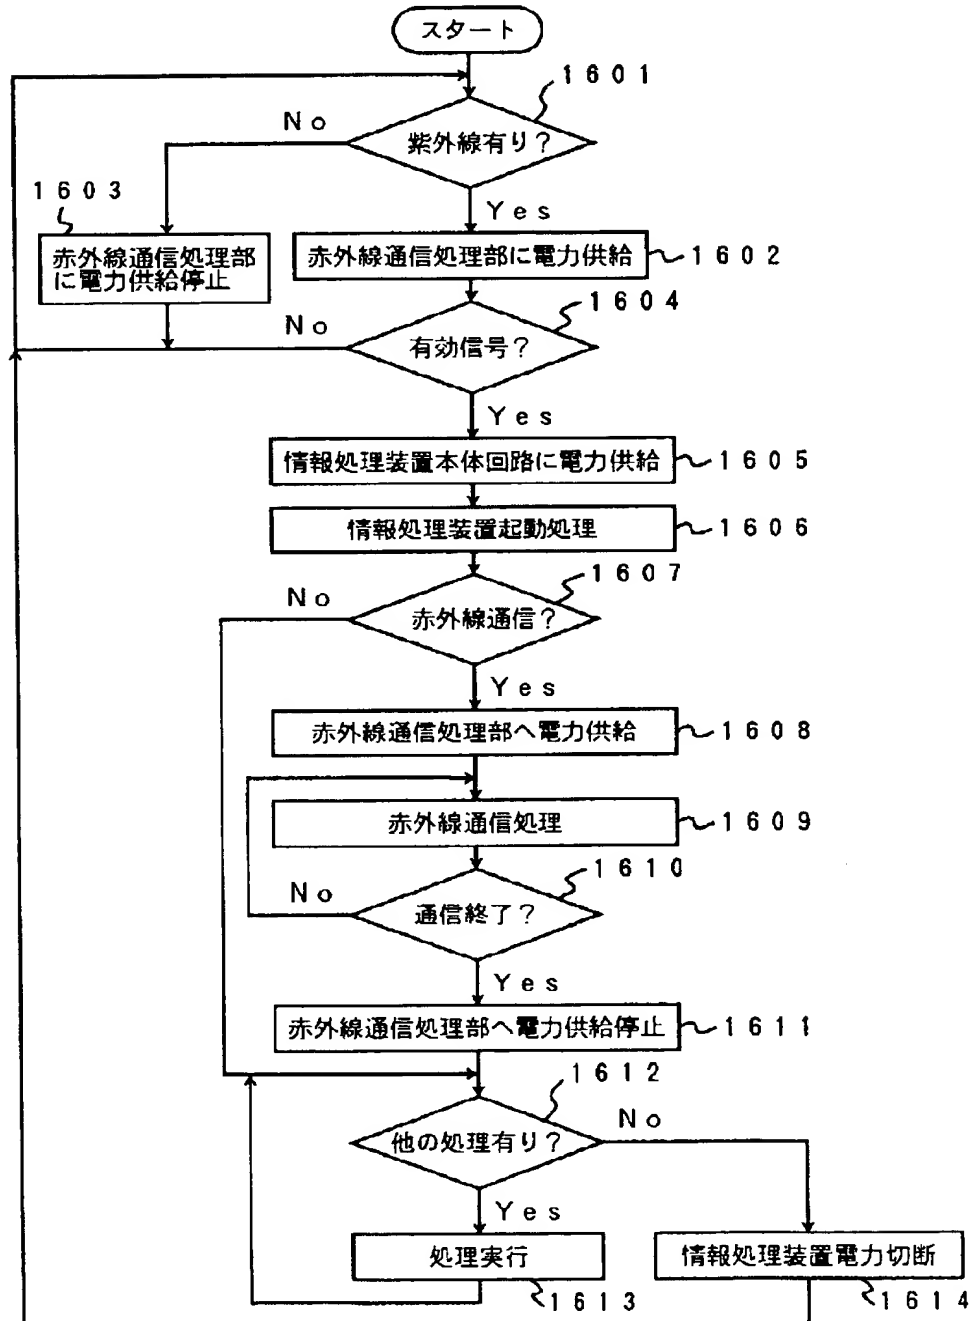 スタート
1601
紫外線有り？
No
Yes
1603
赤外線通信処理部
に電力供給停止
赤外線通信処理部に電力供給
1602
1604
有効信号？
No
Yes
情報処理装置本体回路に電力供給
1605
情報処理装置起動処理
1606
1607
赤外線通信？
No
Yes
赤外線通信処理部へ電力供給
1608
赤外線通信処理
1609
1610
通信終了？
No
Yes
赤外線通信処理部へ電力供給停止
1611
1612
他の処理有り？
No
Yes
処理実行
1613
情報処理装置電力切断
1614